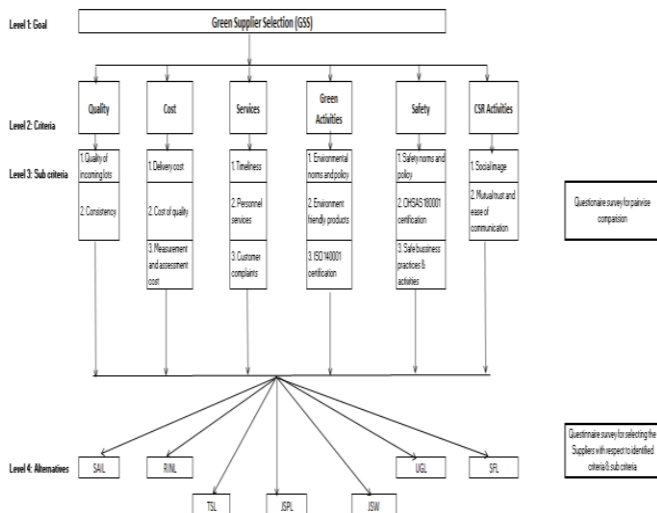 Level 1: Goal
Green Supplier Selection (GSS)
Level 2: Criteria
Quality
Cost
Services
Green
Activities
Safety
CSR Activities
Level 3: Sub criteria
1. Quality of
incoming lots
2. Consistency
1. Delivery cost
2. Cost of quality
3. Measurement
and assessment
cost
1. Timeliness
2. Personnel
services
3. Customer
complaints
1. Environmental
norms and policy
2. Environment
friendly products
3. ISO 140001
certification
1. Safety norms and
policy
2. OHSAS 180001
certification
3. Safe bussiness
practices &
activities
1. Social image
2. Mutual trust and
ease of
communication
Questionaire survey for pairwise
comparision
Level 4: Alternatives
SAIL
RINL
TSL
JSPL
JSW
UGL
SFL
Questinnaire survey for selecting the
Suppliers with respect to identified
criteria & sub criteria